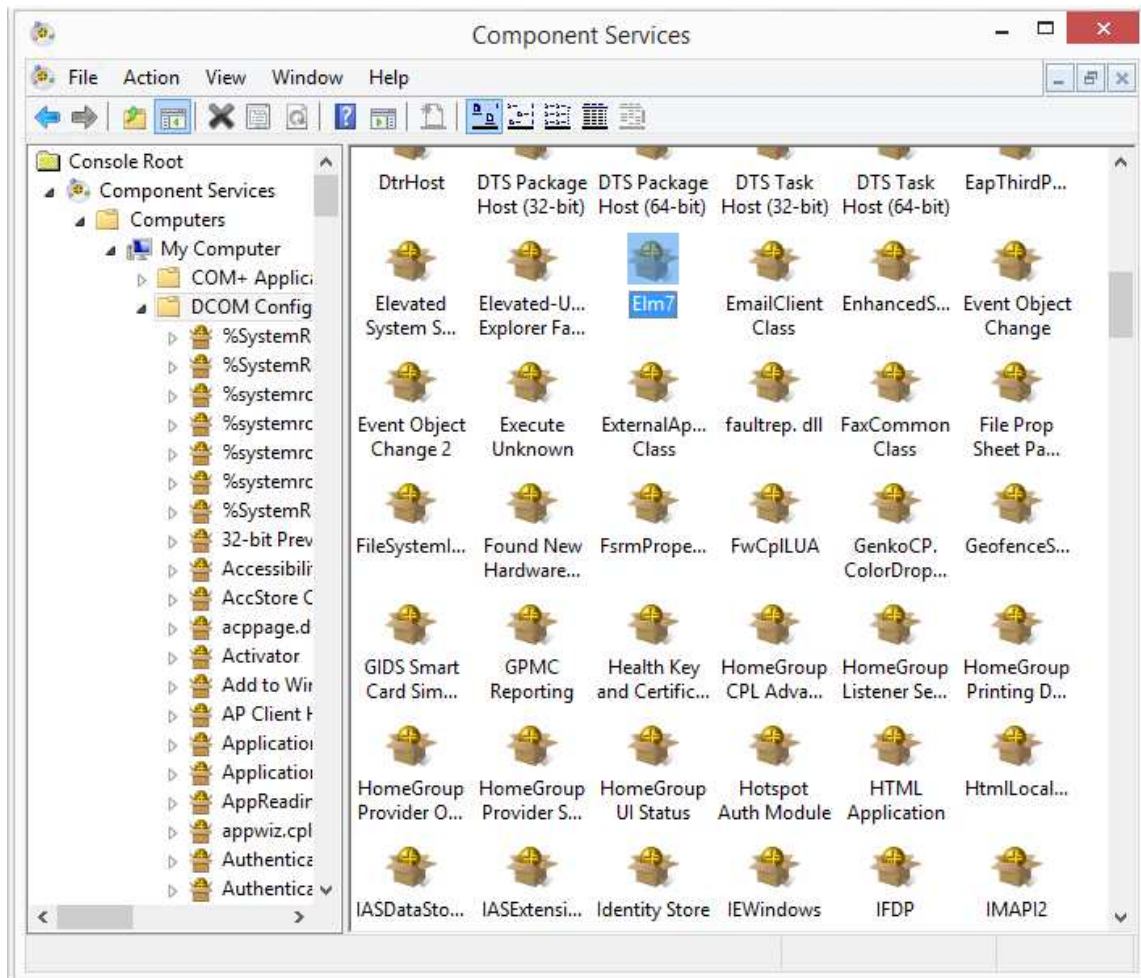 Component Services
File Action View Window Help
Console Root
Component Services
Computers
My Computer
COM+ Applica
DCOM Config
%SystemR
%SystemR
%systemrc
%systemrc
%systemrc
%systemrc
%SystemR
32-bit Prev
Accessibilit
AccStore C
acppage.d
Activator
Add to Wir
AP Client H
Application
Application
AppReadin
appwiz.cpl
Authentica
Authentica
DtrHost DTS Package DTS Package DTS Task DTS Task EapThirdP...
Host (32-bit) Host (64-bit) Host (32-bit) Host (64-bit)
Elevated Elevated-U... Elm7 EmailClient EnhancedS... Event Object
System S... Explorer Fa... Class Change
Event Object Execute ExternalAp... faultrep. dll FaxCommon File Prop
Change 2 Unknown Class Class Sheet Pa...
FileSystemI... Found New FsrmPrope... FwCplLUA GenkoCP. GeofenceS...
Hardware... ColorDrop...
GIDS Smart GPMC Health Key HomeGroup HomeGroup HomeGroup
Card Sim... Reporting and Certific... CPL Adva... Listener Se... Printing D...
HomeGroup HomeGroup HomeGroup Hotspot HTML HtmlLocal...
Provider O... Provider S... UI Status Auth Module Application
IASDataSto... IASExtensi... Identity Store IEWindows IFDP IMAPI2